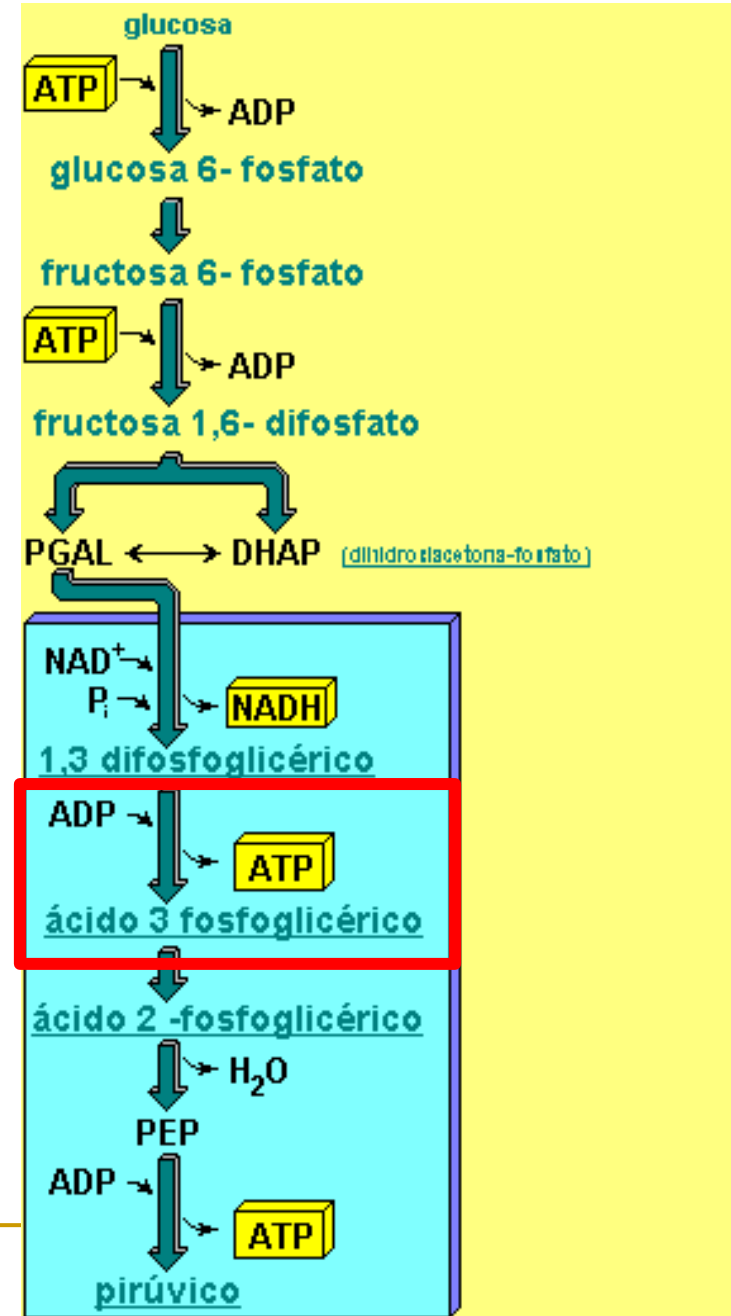 glucosa
ATP
ADP
glucosa 6- fosfato
fructosa 6- fosfato
ATP
ADP
fructosa 1,6- difosfato
PGAL ⟷ DHAP
NAD⁺
Pᵢ
NADH
1,3 difosfoglicérico
ADP
ATP
ácido 3 fosfoglicérico
ácido 2 -fosfoglicérico
H₂O
PEP
ADP
ATP
pirúvico